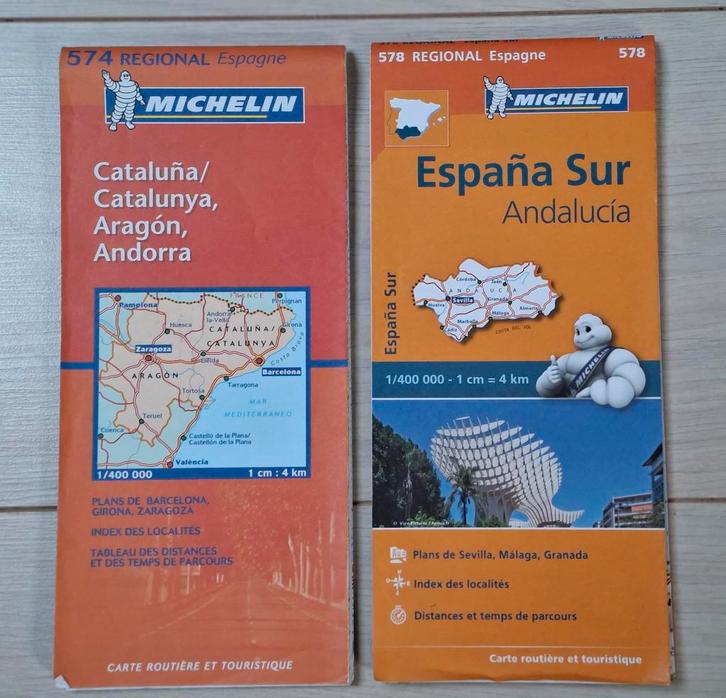 574 REGIONAL Espagne
MICHELIN
Cataluña/
Catalunya,
Aragón,
Andorra
FRANCE
Pamplona
Perpignan
Andorra
la-Vella
Huesca
Girona
CATALUÑA/
CATALUNYA
Zaragoza
Lleida
Costa Brava
Barcelona
ARAGÓN
Tarragona
Tortosa
MAR
MEDITERRANEO
Teruel
Cuenca
Castelló de la Plana/
Castellón de la Plana
València
1/400 000
1 cm : 4 km
PLANS DE BARCELONA,
GIRONA, ZARAGOZA
INDEX DES LOCALITÉS
TABLEAU DES DISTANCES
ET DES TEMPS DE PARCOURS
CARTE ROUTIÈRE ET TOURISTIQUE
578 REGIONAL Espagne
578
MICHELIN
España Sur
Andalucía
España Sur
Córdoba
Jaén
ANDALUCÍA
Huelva
Sevilla
Granada
Málaga
Almería
Marbella
Cádiz
COSTA DEL SOL
MICHELIN
1/400 000 - 1 cm = 4 km
Plans de Sevilla, Málaga, Granada
Index des localités
Distances et temps de parcours
Carte routière et touristique